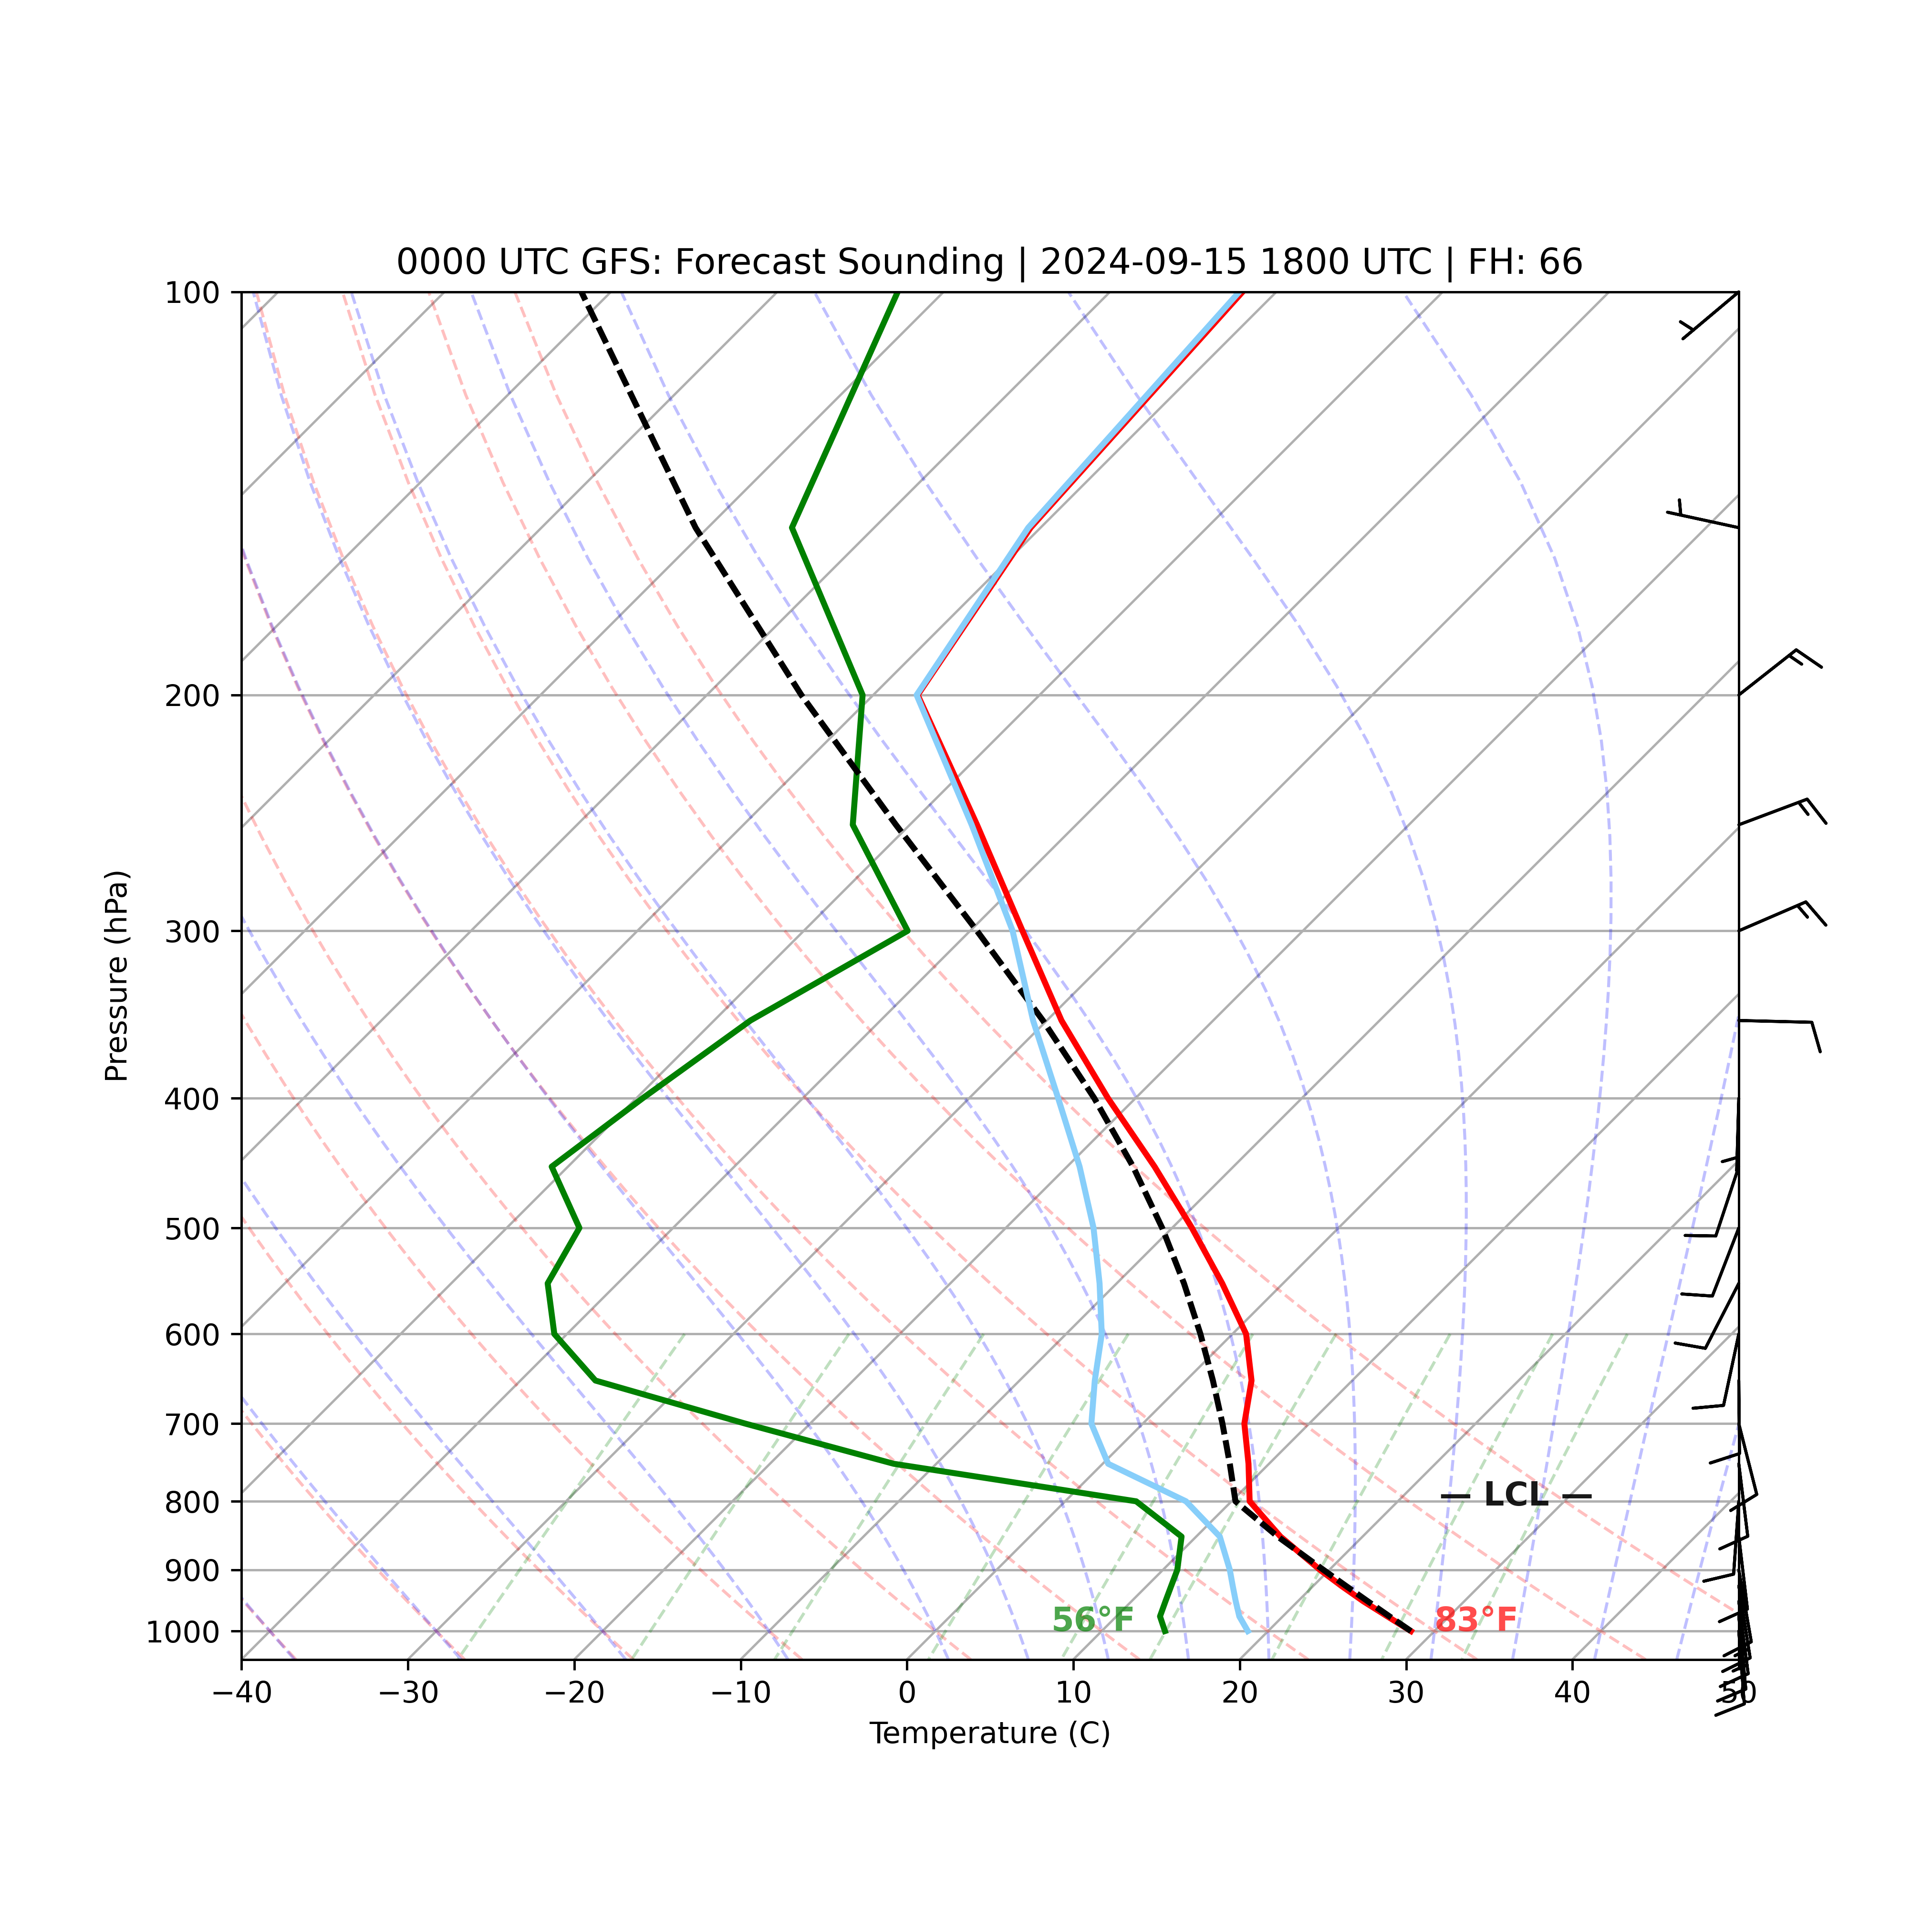 0000 UTC GFS: Forecast Sounding | 2024-09-15 1800 UTC | FH: 66
100
200
300
400
500
600
700
800
900
1000
Pressure (hPa)
— LCL —
56°F
83°F
−40 −30 −20 −10 0 10 20 30 40 50
Temperature (C)